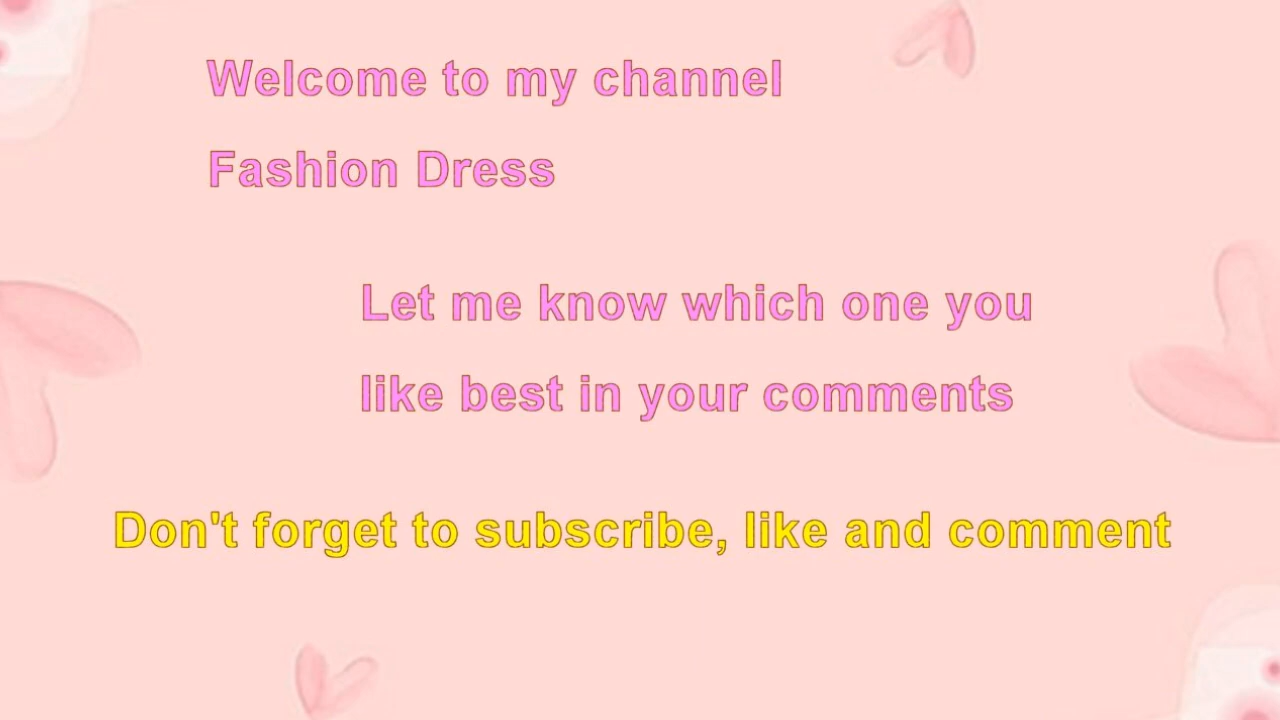 Welcome to my channel
Fashion Dress
Let me know which one you
like best in your comments
Don't forget to subscribe, like and comment